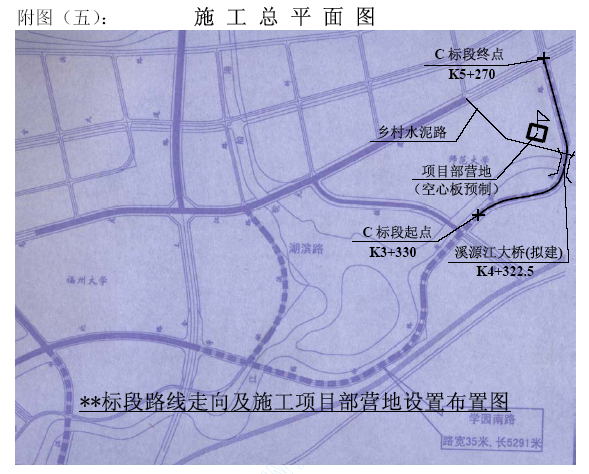 附图（五）：
施工总平面图
C 标段终点
K5+270
乡村水泥路
师范大学
项目部营地
（空心板预制）
C 标段起点
K3+330
湖滨路
溪源江大桥(拟建)
K4+322.5
福州大学
**标段路线走向及施工项目部营地设置布置图
学园南路
路宽35米、长5291米